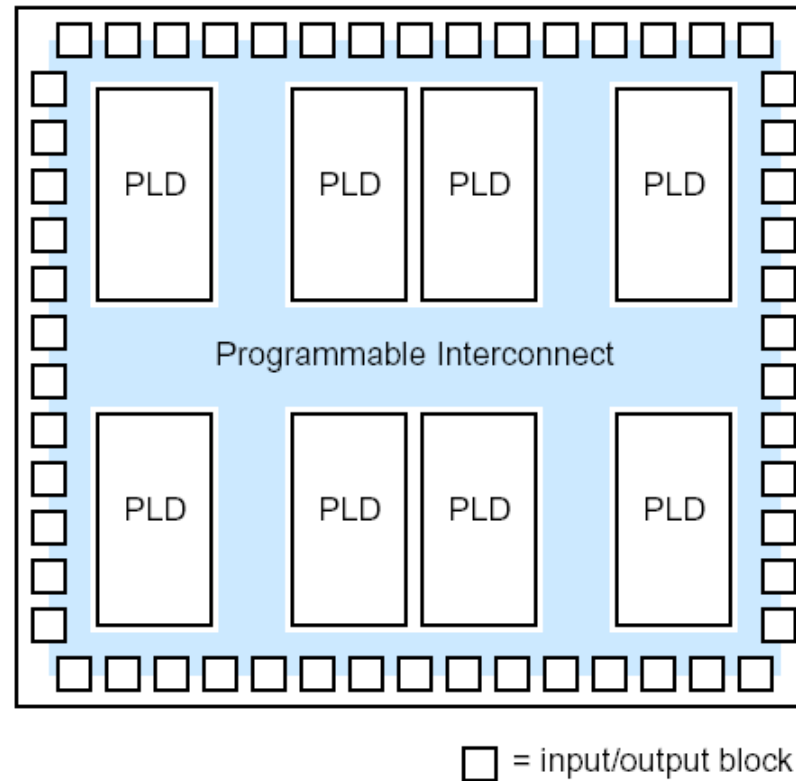 PLD PLD PLD PLD
Programmable Interconnect
PLD PLD PLD PLD
= input/output block